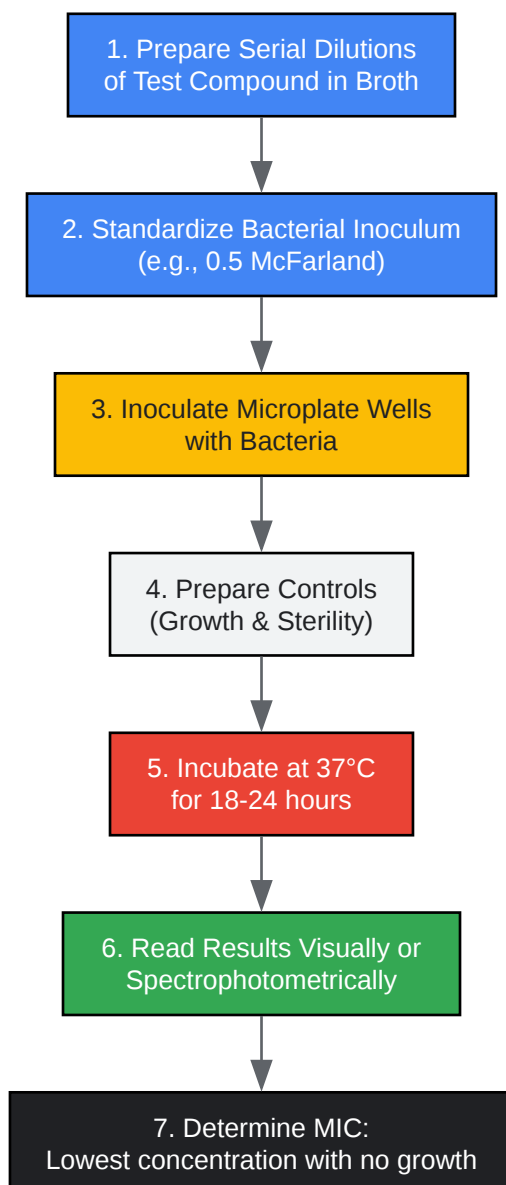 1. Prepare Serial Dilutions
of Test Compound in Broth
2. Standardize Bacterial Inoculum
(e.g., 0.5 McFarland)
3. Inoculate Microplate Wells
with Bacteria
4. Prepare Controls
(Growth & Sterility)
5. Incubate at 37°C
for 18-24 hours
6. Read Results Visually or
Spectrophotometrically
7. Determine MIC:
Lowest concentration with no growth